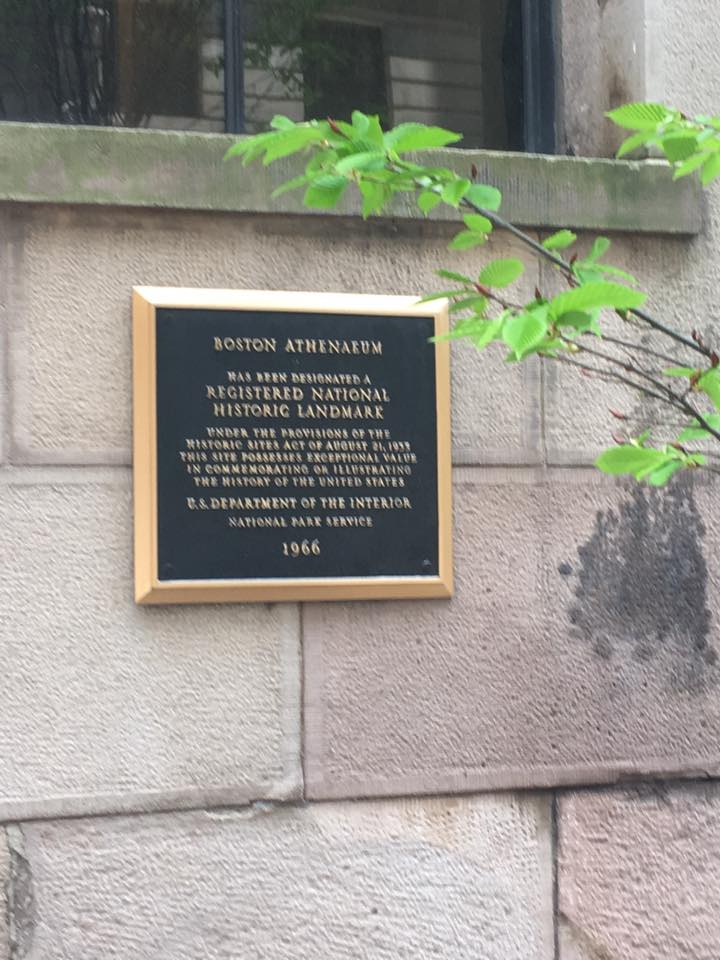 BOSTON ATHENAEUM
HAS BEEN DESIGNATED A
REGISTERED NATIONAL
HISTORIC LANDMARK
UNDER THE PROVISIONS OF THE
HISTORIC SITES ACT OF AUGUST 21, 1935
THIS SITE POSSESSES EXCEPTIONAL VALUE
IN COMMEMORATING OR ILLUSTRATING
THE HISTORY OF THE UNITED STATES
U.S. DEPARTMENT OF THE INTERIOR
NATIONAL PARK SERVICE
1966